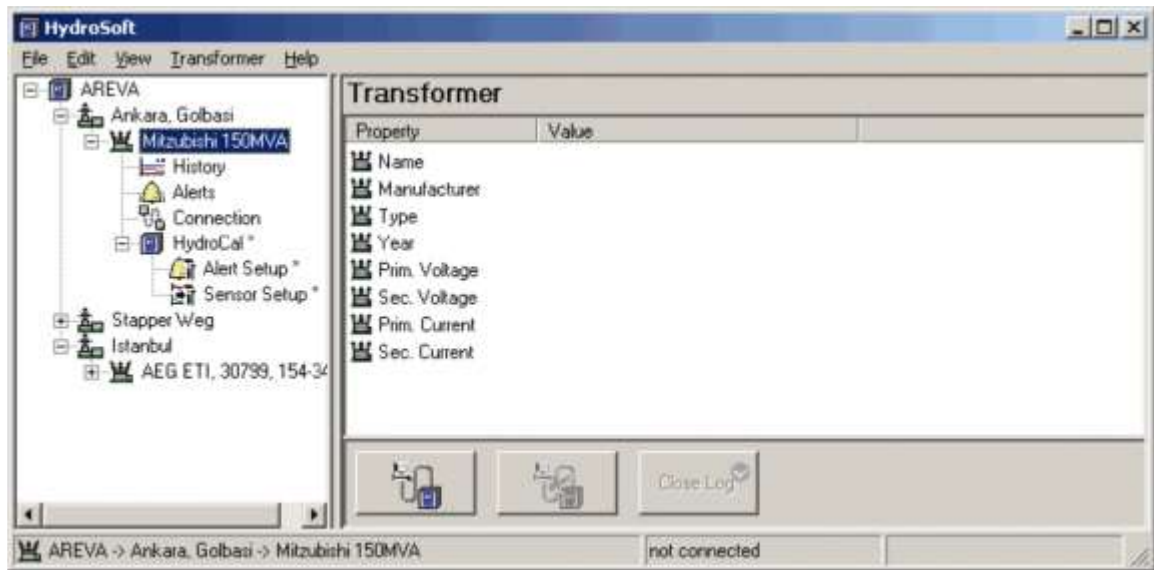 HydroSoft
File Edit View Transformer Help
AREVA
Ankara, Golbasi
Mitzubishi 150MVA
History
Alerts
Connection
HydroCal *
Alert Setup *
Sensor Setup *
Stapper Weg
Istanbul
AEG ETI, 30799, 154-34
Transformer
Property Value
Name
Manufacturer
Type
Year
Prim. Voltage
Sec. Voltage
Prim. Current
Sec. Current
Close Log
AREVA -> Ankara, Golbasi -> Mitzubishi 150MVA
not connected